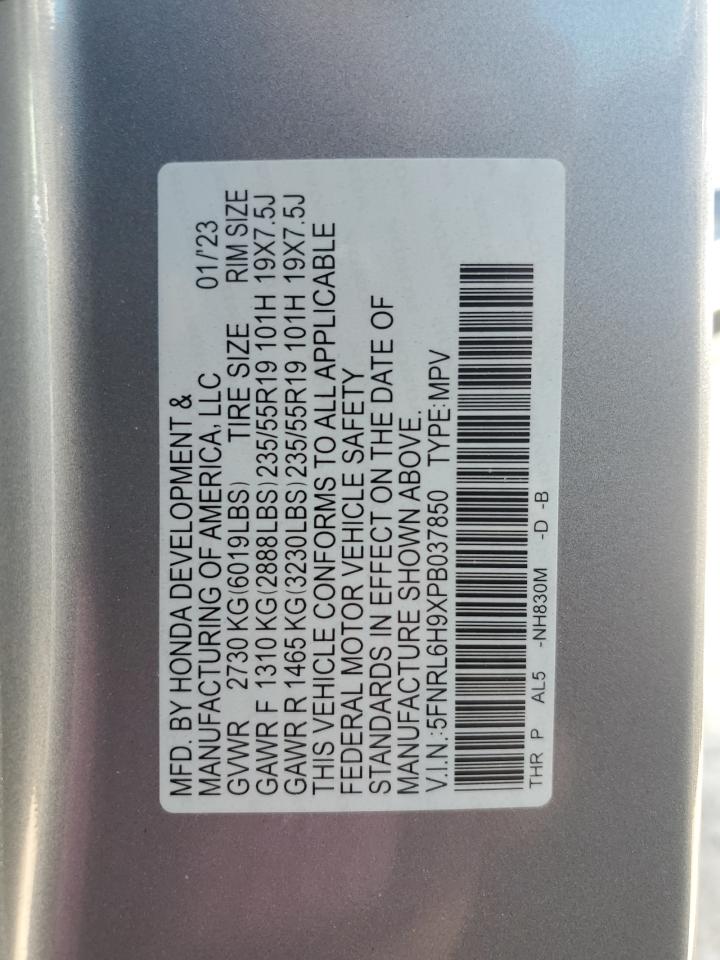 MFD. BY HONDA DEVELOPMENT &
MANUFACTURING OF AMERICA, LLC 01/'23
GVWR 2730 KG(6019LBS) TIRE SIZE RIM SIZE
GAWR F 1310 KG(2888LBS) 235/55R19 101H 19X7.5J
GAWR R 1465 KG(3230LBS) 235/55R19 101H 19X7.5J
THIS VEHICLE CONFORMS TO ALL APPLICABLE
FEDERAL MOTOR VEHICLE SAFETY
STANDARDS IN EFFECT ON THE DATE OF
MANUFACTURE SHOWN ABOVE.
V.I.N.:5FNRL6H9XPB037850 TYPE:MPV
THR P AL5 -NH830M -D -B